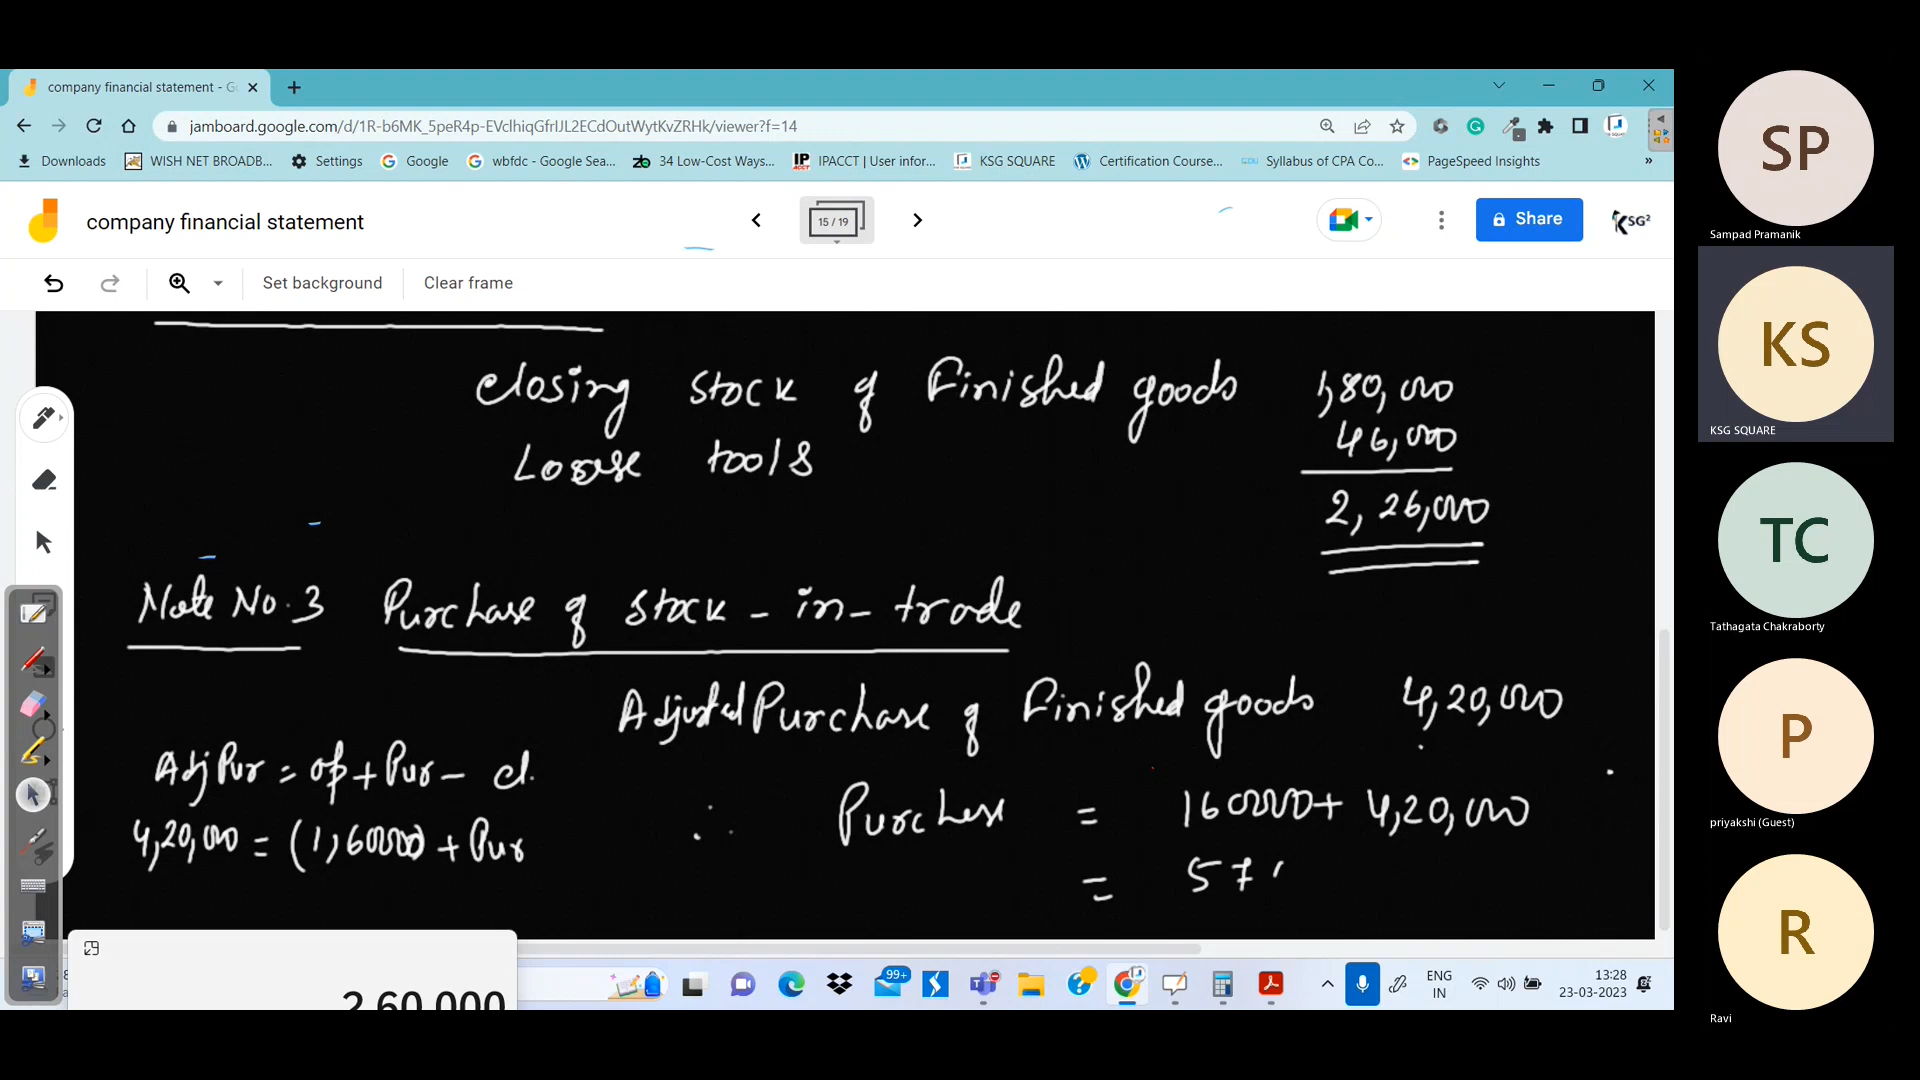 company financial statement - G
jamboard.google.com/d/1R-b6MK_5peR4p-EVclhiqGfrIJL2ECdOutWytKvZRHk/viewer?f=14
Downloads WISH NET BROADB... Settings Google wbfdc - Google Sea... 34 Low-Cost Ways... IPACCT | User infor... KSG SQUARE Certification Course... Syllabus of CPA Co... PageSpeed Insights »
company financial statement 15 / 19 Share KSG²
Set background Clear frame
closing stock of Finished goods 1,80,000
Loose tools 46,000
2,26,000
Note No. 3 Purchase of stock-in-trade
Adjusted Purchase of Finished goods 4,20,000
Adj Pur = op + Pur - cl.
4,20,000 = (1,60000) + Pur
∴ Purchase = 160000+ 4,20,000
= 57
2,60,000
99+
ENG
IN
13:28
23-03-2023
SP
Sampad Pramanik
KS
KSG SQUARE
TC
Tathagata Chakraborty
P
priyakshi (Guest)
R
Ravi